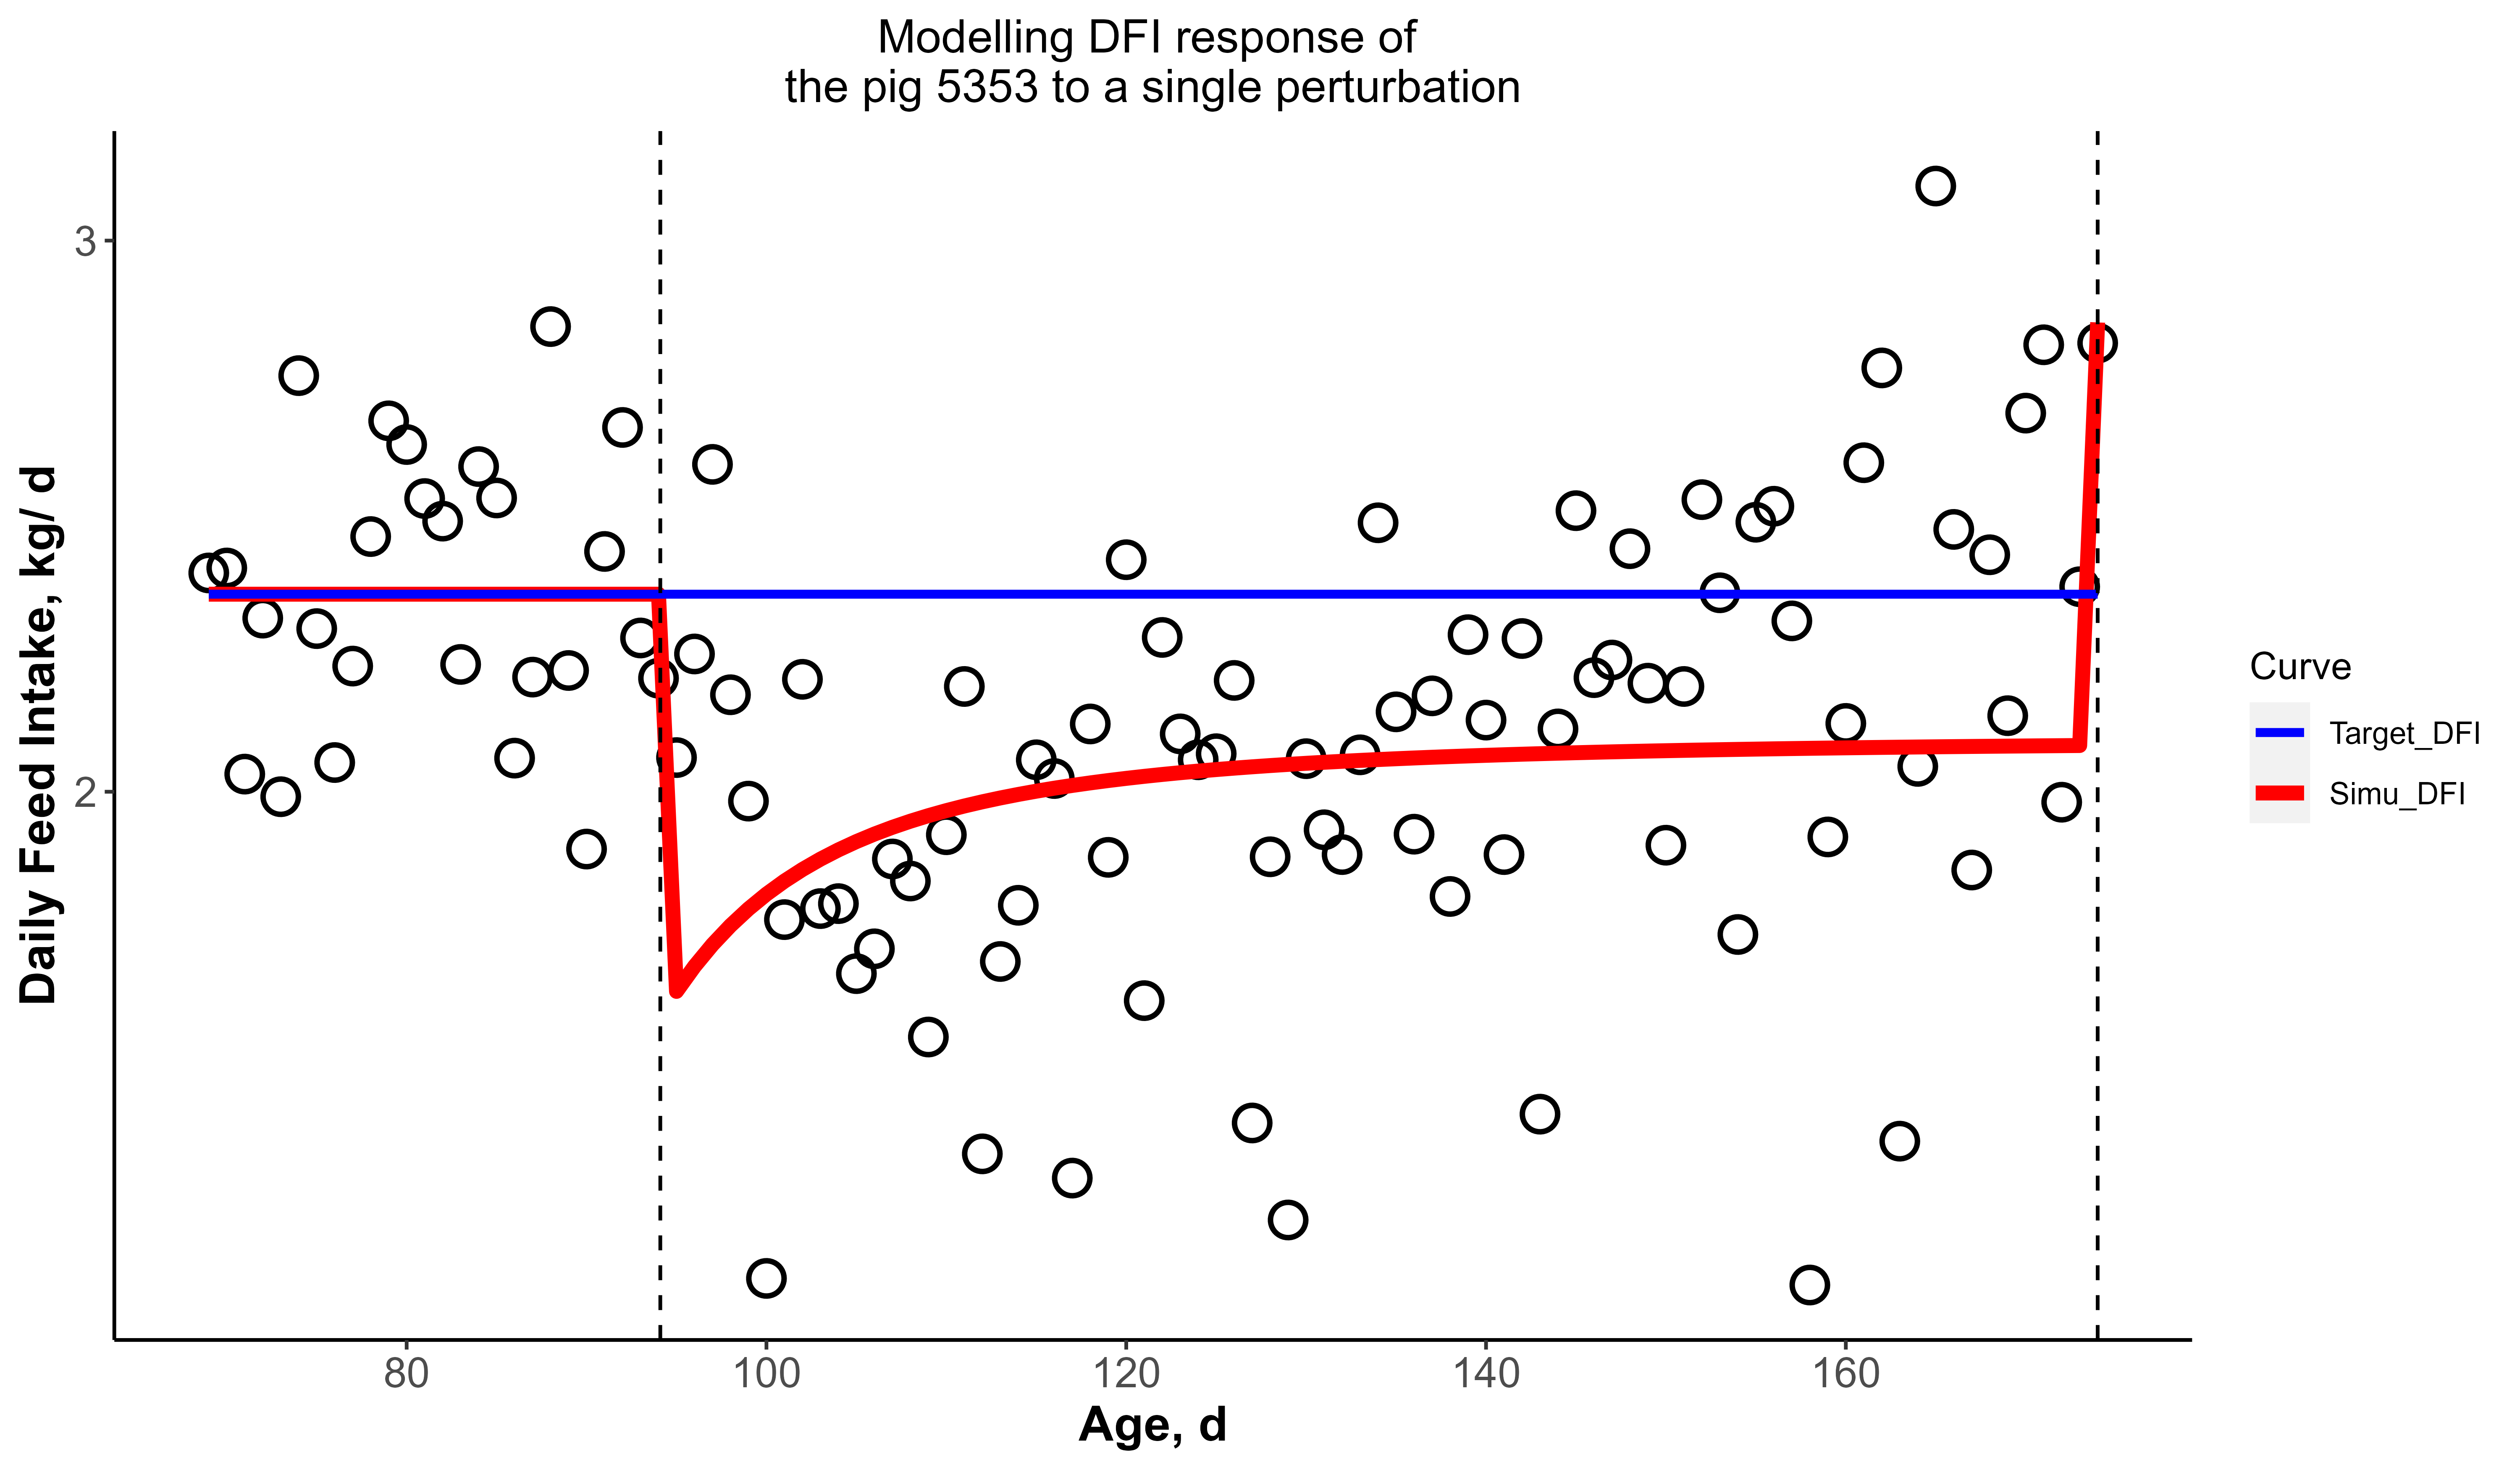 Modelling DFI response of
the pig 5353 to a single perturbation
Daily Feed Intake, kg/ d
3
2
80
100
120
140
160
Age, d
Curve
Target_DFI
Simu_DFI